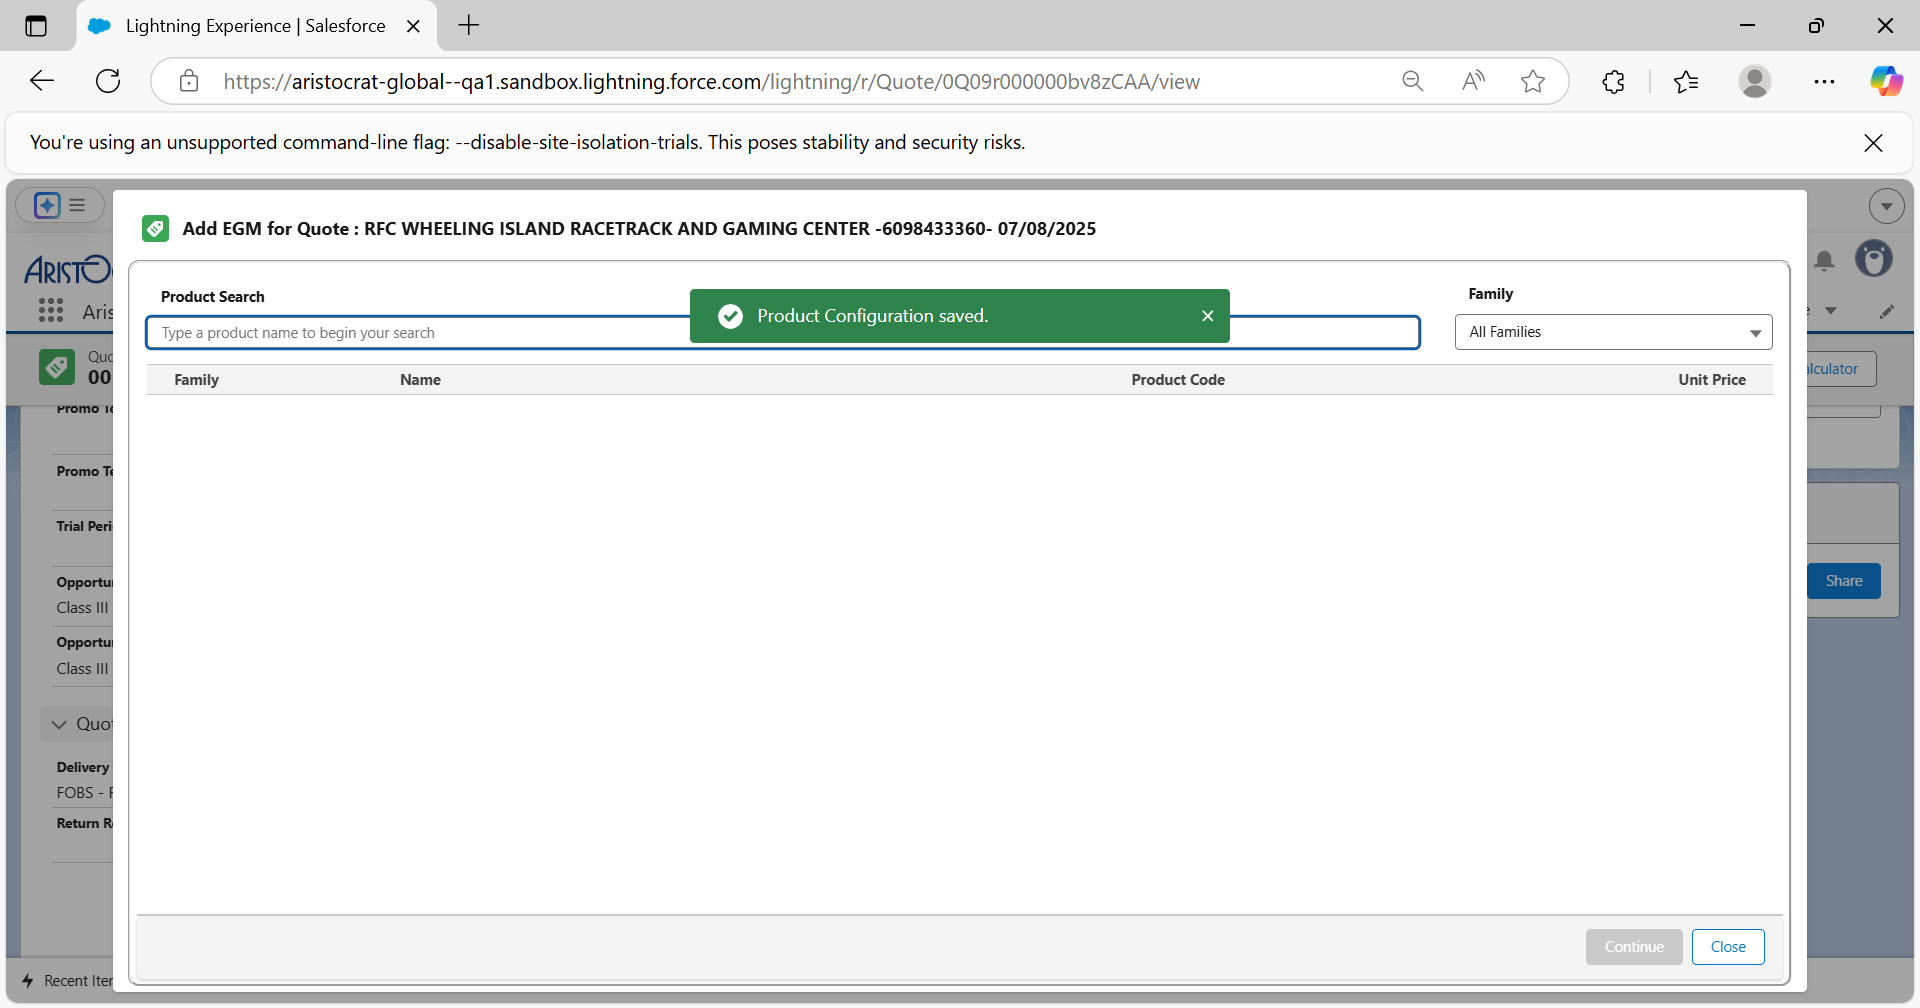 Lightning Experience | Salesforce
https://aristocrat-global--qa1.sandbox.lightning.force.com/lightning/r/Quote/0Q09r000000bv8zCAA/view
You're using an unsupported command-line flag: --disable-site-isolation-trials. This poses stability and security risks.
Add EGM for Quote : RFC WHEELING ISLAND RACETRACK AND GAMING CENTER -6098433360- 07/08/2025
Product Search
Family
Product Configuration saved.
Type a product name to begin your search
All Families
Family Name Product Code Unit Price
ARISTOC
Aris
Quo
00
alculator
Promo Te
Promo Te
Trial Peri
Opportu
Class III
Share
Opportu
Class III
Quot
Delivery
FOBS - F
Return R
Continue
Close
Recent Iter